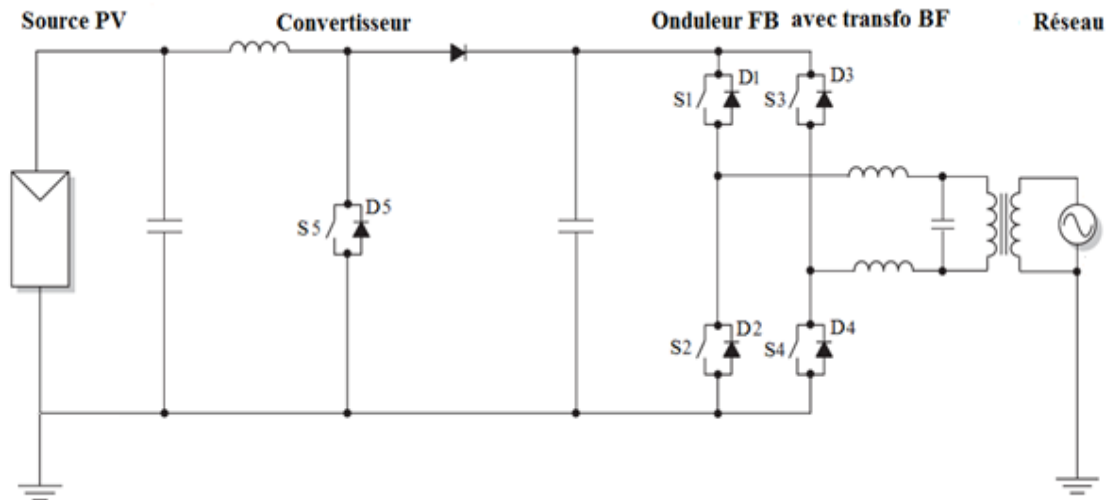 Source PV
Convertisseur
Onduleur FB avec transfo BF
Réseau
D1
D3
S1
S3
D5
S5
D2
D4
S2
S4